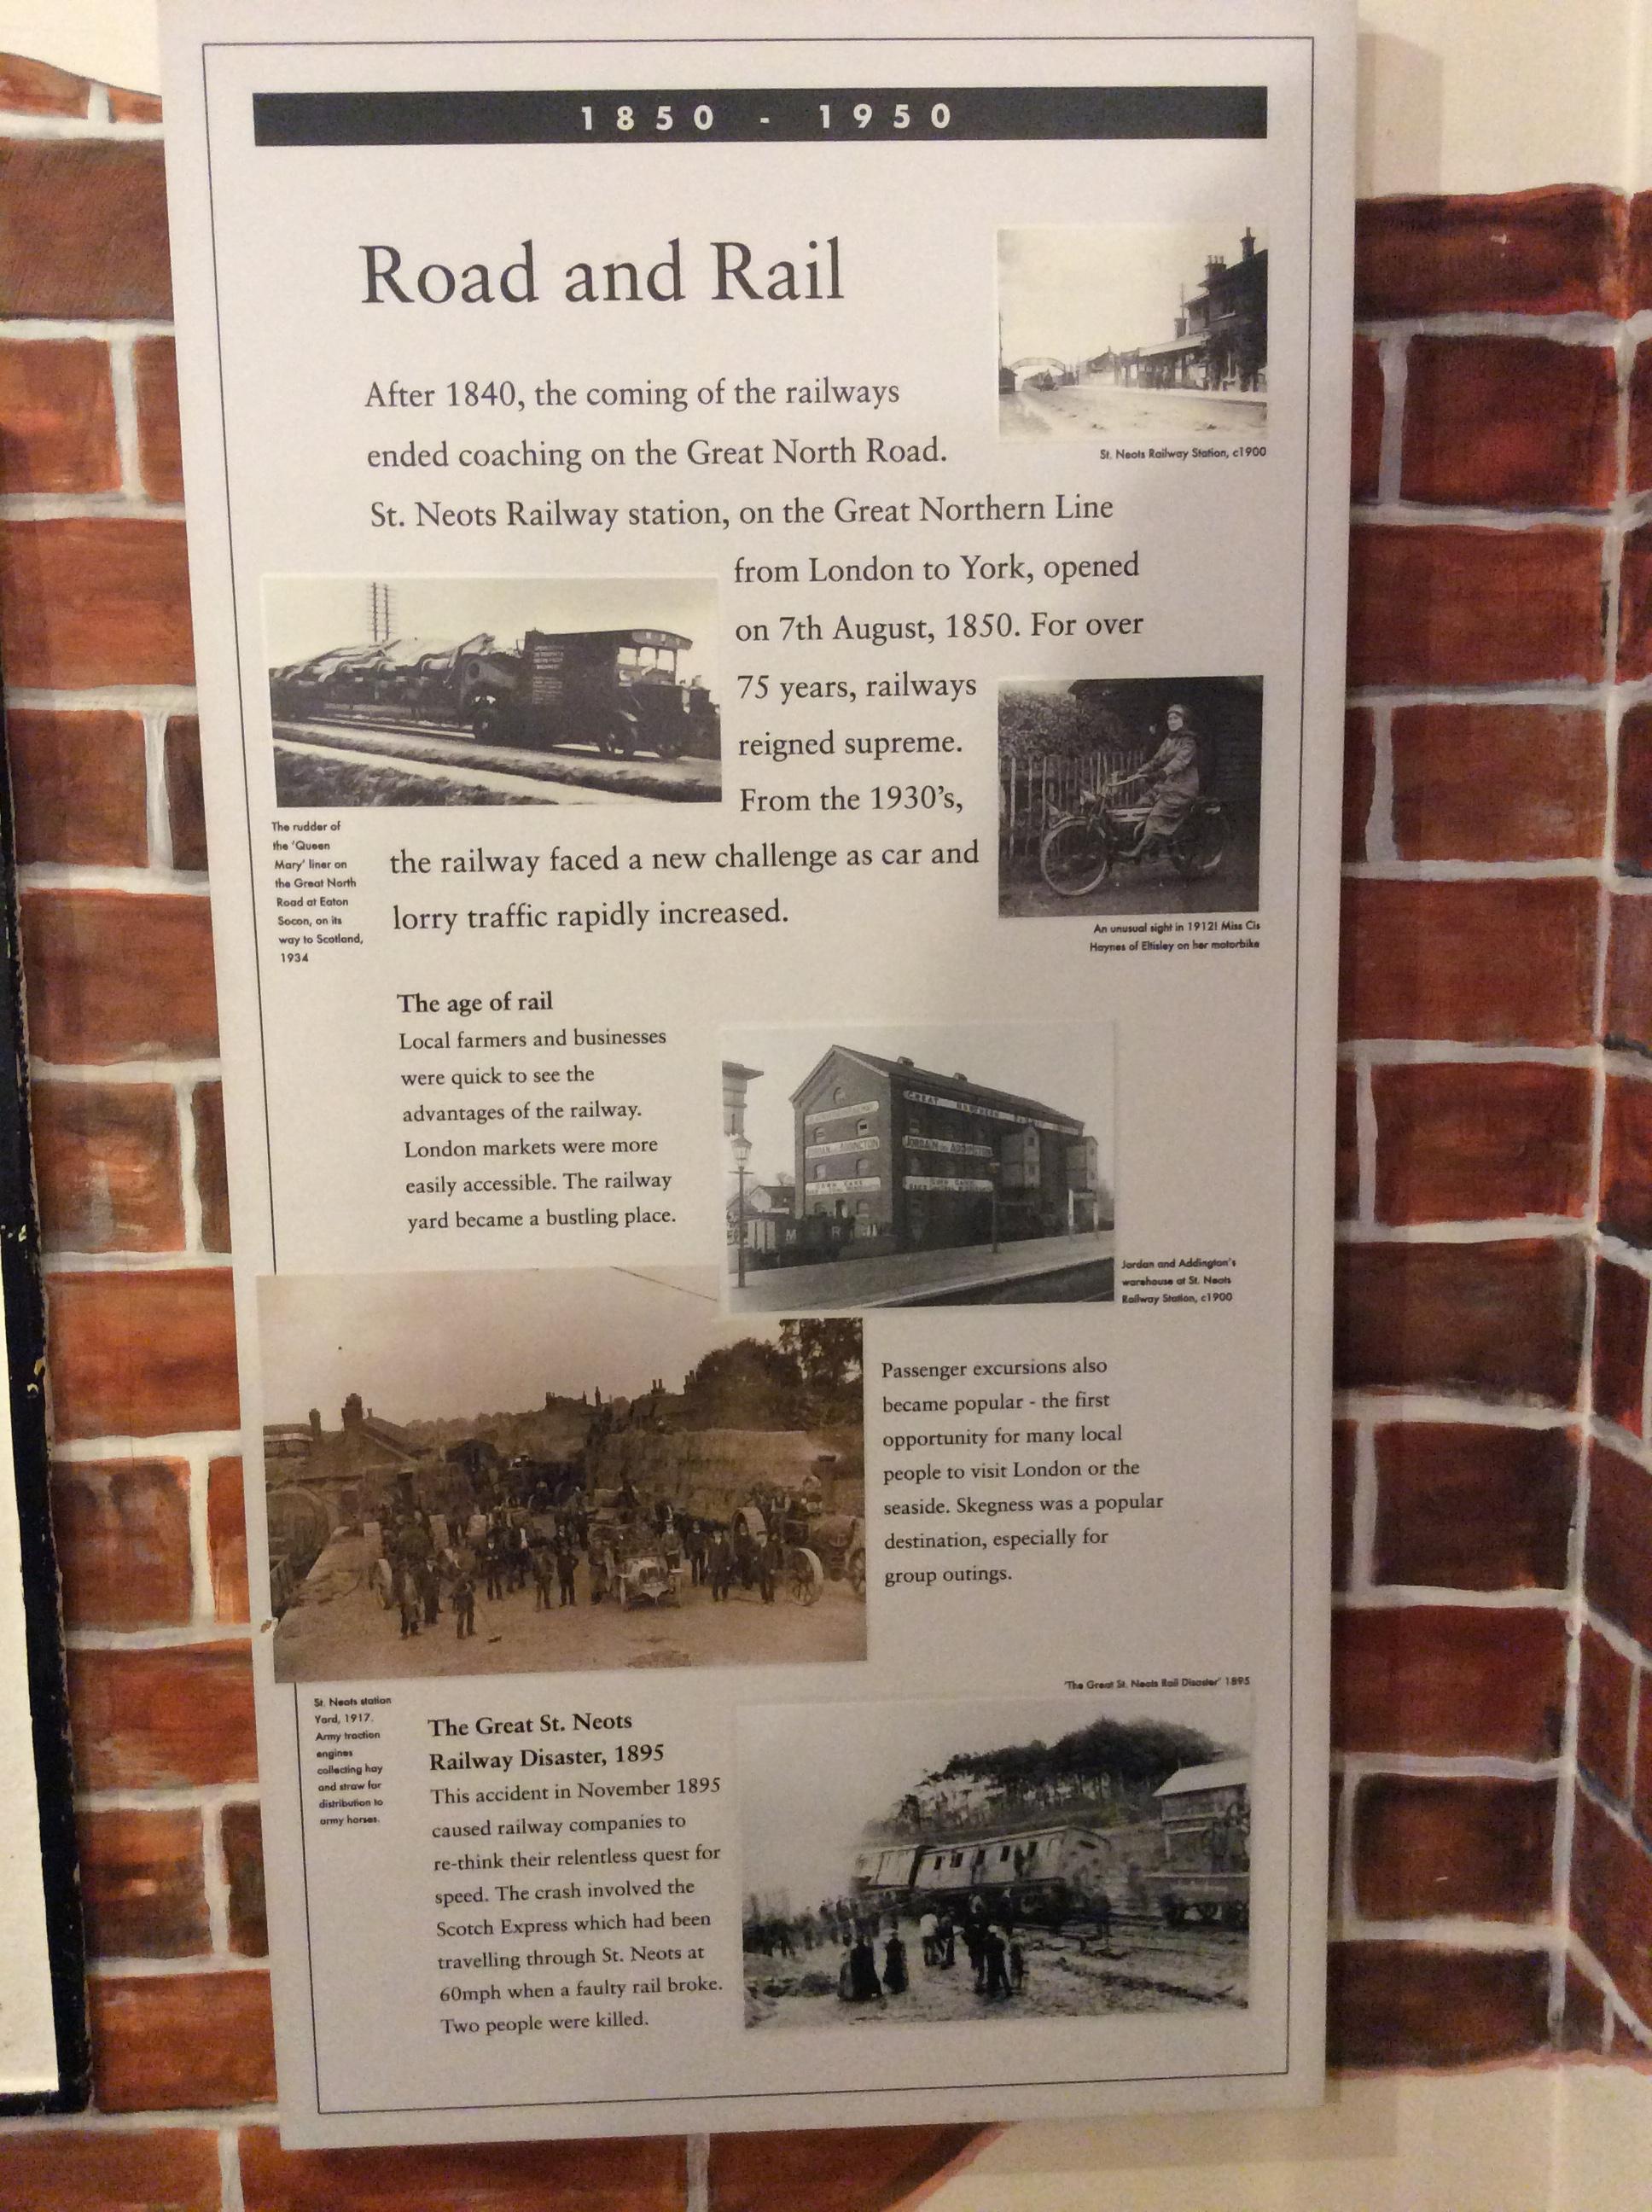 1850 - 1950
Road and Rail
After 1840, the coming of the railways
ended coaching on the Great North Road.
St. Neots Railway station, on the Great Northern Line
from London to York, opened
on 7th August, 1850. For over
75 years, railways
reigned supreme.
From the 1930's,
the railway faced a new challenge as car and
lorry traffic rapidly increased.
St. Neots Railway Station, c1900
The rudder of
the 'Queen
Mary' liner on
the Great North
Road at Eaton
Socon, on its
way to Scotland,
1934
An unusual sight in 1912! Miss Cis
Haynes of Eltisley on her motorbike
The age of rail
Local farmers and businesses
were quick to see the
advantages of the railway.
London markets were more
easily accessible. The railway
yard became a bustling place.
GREAT NORTHERN
JORDAN AND ADDINGTON
JORDAN & ADDINGTON
Jordan and Addington's
warehouse at St. Neots
Railway Station, c1900
Passenger excursions also
became popular - the first
opportunity for many local
people to visit London or the
seaside. Skegness was a popular
destination, especially for
group outings.
St. Neots station
Yard, 1917.
Army traction
engines
collecting hay
and straw for
distribution to
army horses.
'The Great St. Neots Rail Disaster' 1895
The Great St. Neots
Railway Disaster, 1895
This accident in November 1895
caused railway companies to
re-think their relentless quest for
speed. The crash involved the
Scotch Express which had been
travelling through St. Neots at
60mph when a faulty rail broke.
Two people were killed.